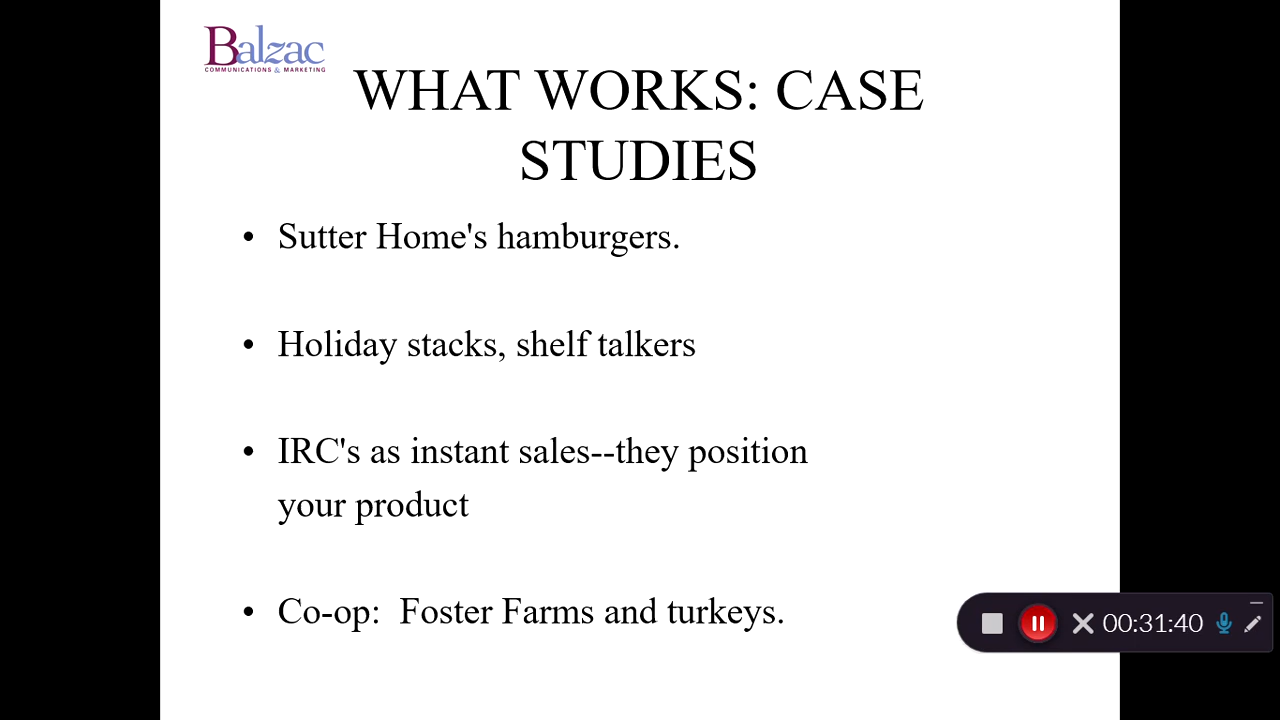 Balzac
COMMUNICATIONS & MARKETING
WHAT WORKS: CASE
STUDIES
• Sutter Home's hamburgers.
• Holiday stacks, shelf talkers
• IRC's as instant sales--they position
your product
• Co-op:  Foster Farms and turkeys.
00:31:40